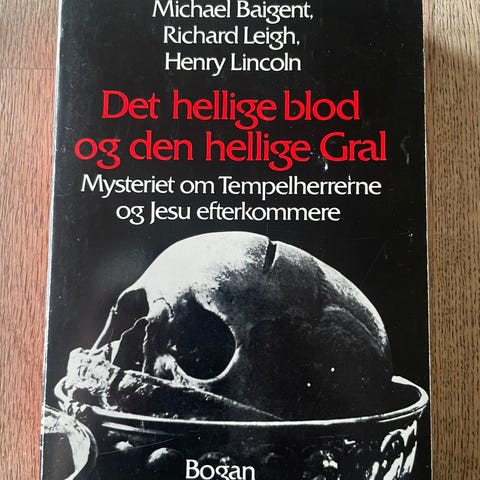 Michael Baigent,
Richard Leigh,
Henry Lincoln
Det hellige blod
og den hellige Gral
Mysteriet om Tempelherrerne
og Jesu efterkommere
Bogan